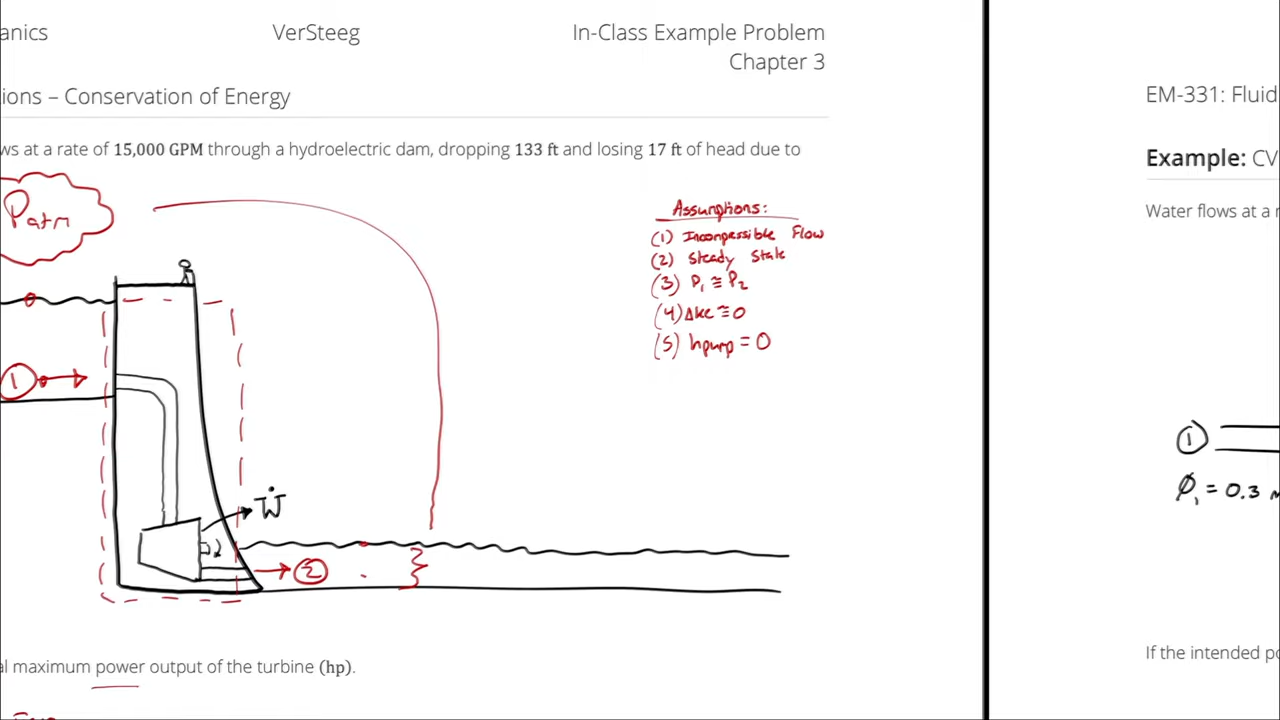 anics VerSteeg In-Class Example Problem
Chapter 3
ions – Conservation of Energy
ws at a rate of 15,000 GPM through a hydroelectric dam, dropping 133 ft and losing 17 ft of head due to
Patm
Assumptions:
(1) Incompressible Flow
(2) Steady State
(3) P₁ ≅ P₂
(4) Δke ≅ 0
(5) hpump = 0
1
Ẇ
2
al maximum power output of the turbine (hp).
EM-331: Fluid
Example: CV
Water flows at a r
1
Ø₁ = 0.3 m
If the intended po